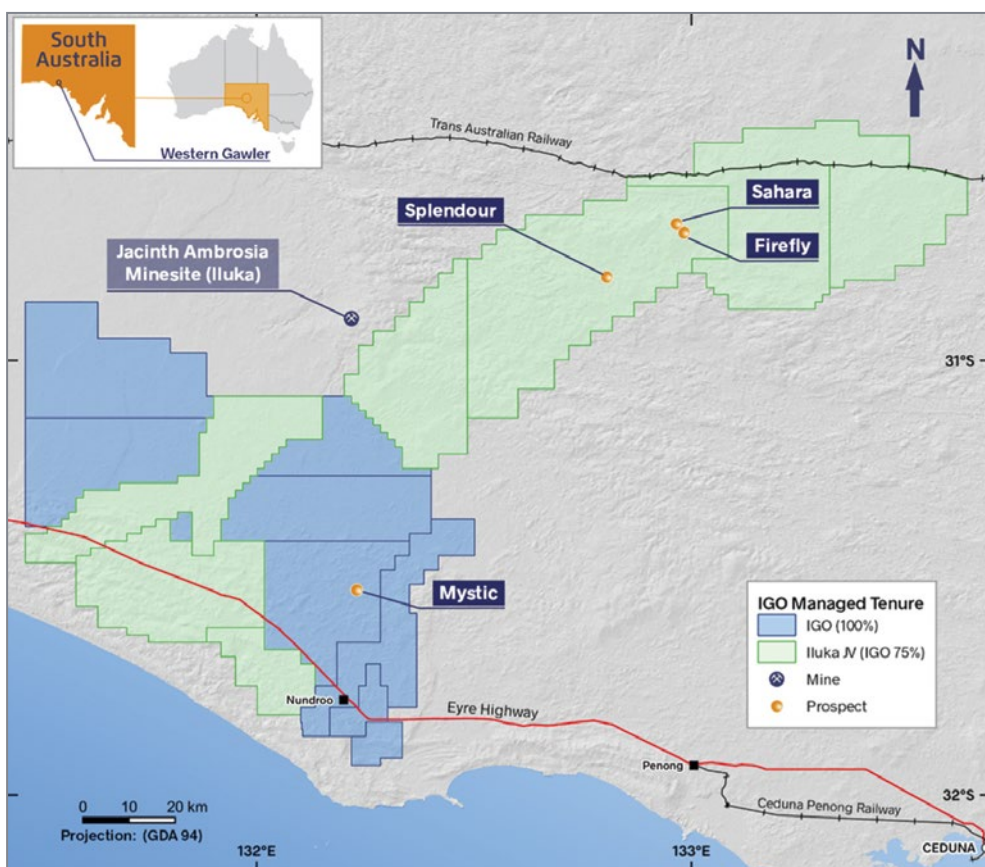 South
Australia
Western Gawler
N
Trans Australian Railway
Sahara
Splendour
Firefly
Jacinth Ambrosia
Minesite (Iluka)
31°S
Mystic
IGO Managed Tenure
IGO (100%)
Iluka JV (IGO 75%)
Mine
Prospect
Nundroo
Eyre Highway
Penong
0 10 20 km
Projection: (GDA 94)
Ceduna Penong Railway
32°S
CEDUNA
132°E
133°E